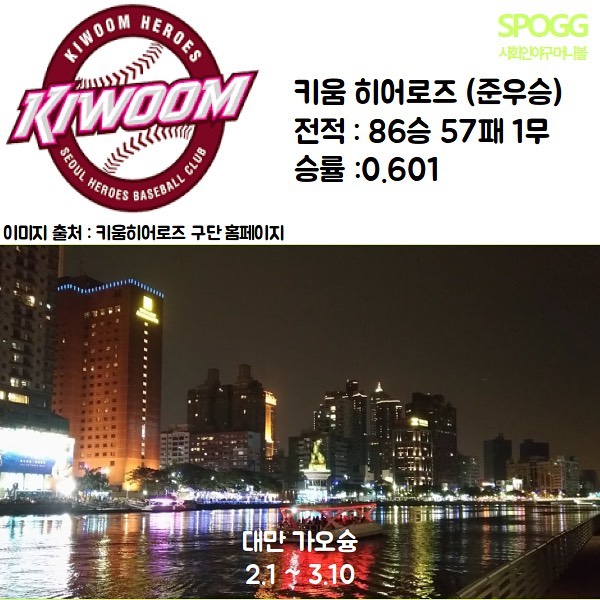 KIWOOM HEROES
KIWOOM
SEOUL HEROES BASEBALL CLUB
SPOGG
사회인야구머니볼
키움 히어로즈 (준우승)
전적 : 86승 57패 1무
승률 :0.601
이미지 출처 : 키움히어로즈 구단 홈페이지
대만 가오슝
2.1 ~ 3.10